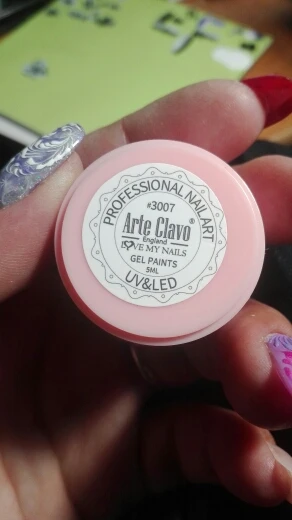 PROFESSIONAL NAIL ART
#3007
Arte Clavo®
England
LOVE MY NAILS
GEL PAINTS
5ML
UV&LED